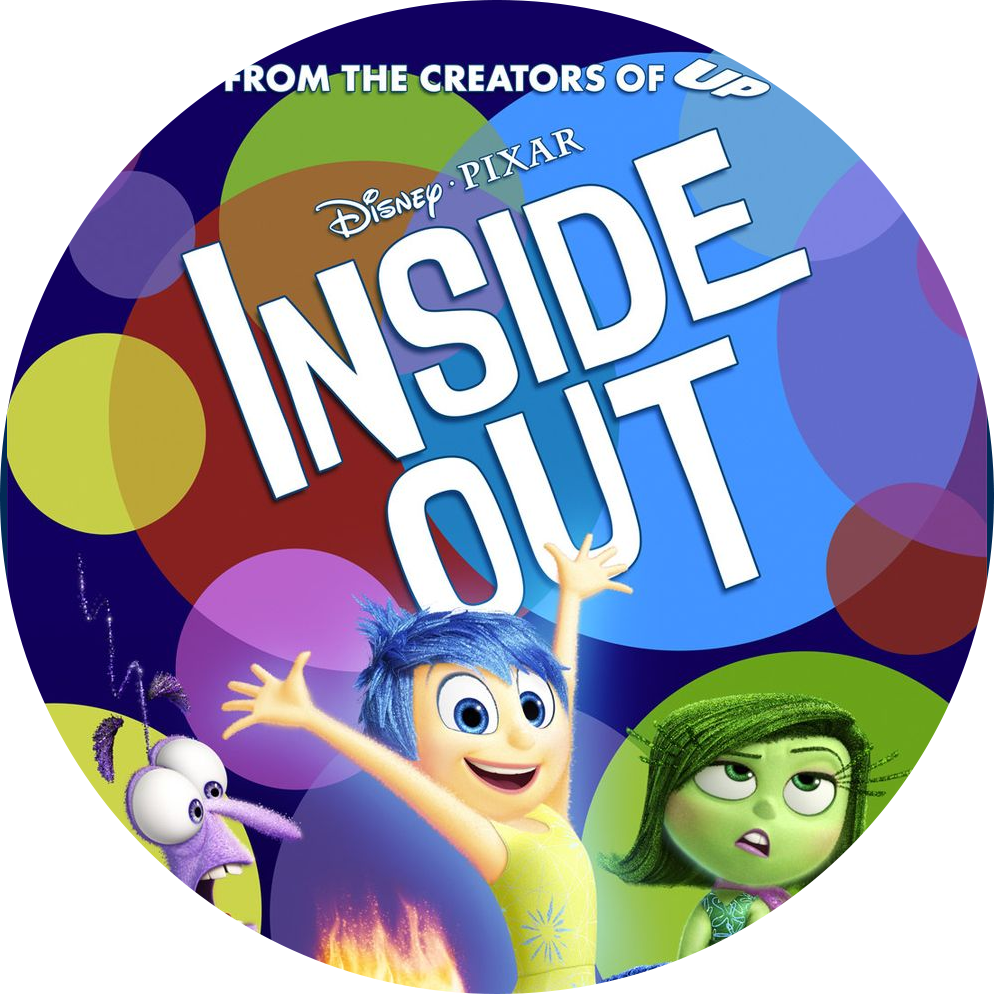 FROM THE CREATORS OF UP
DISNEY · PIXAR
INSIDE
OUT